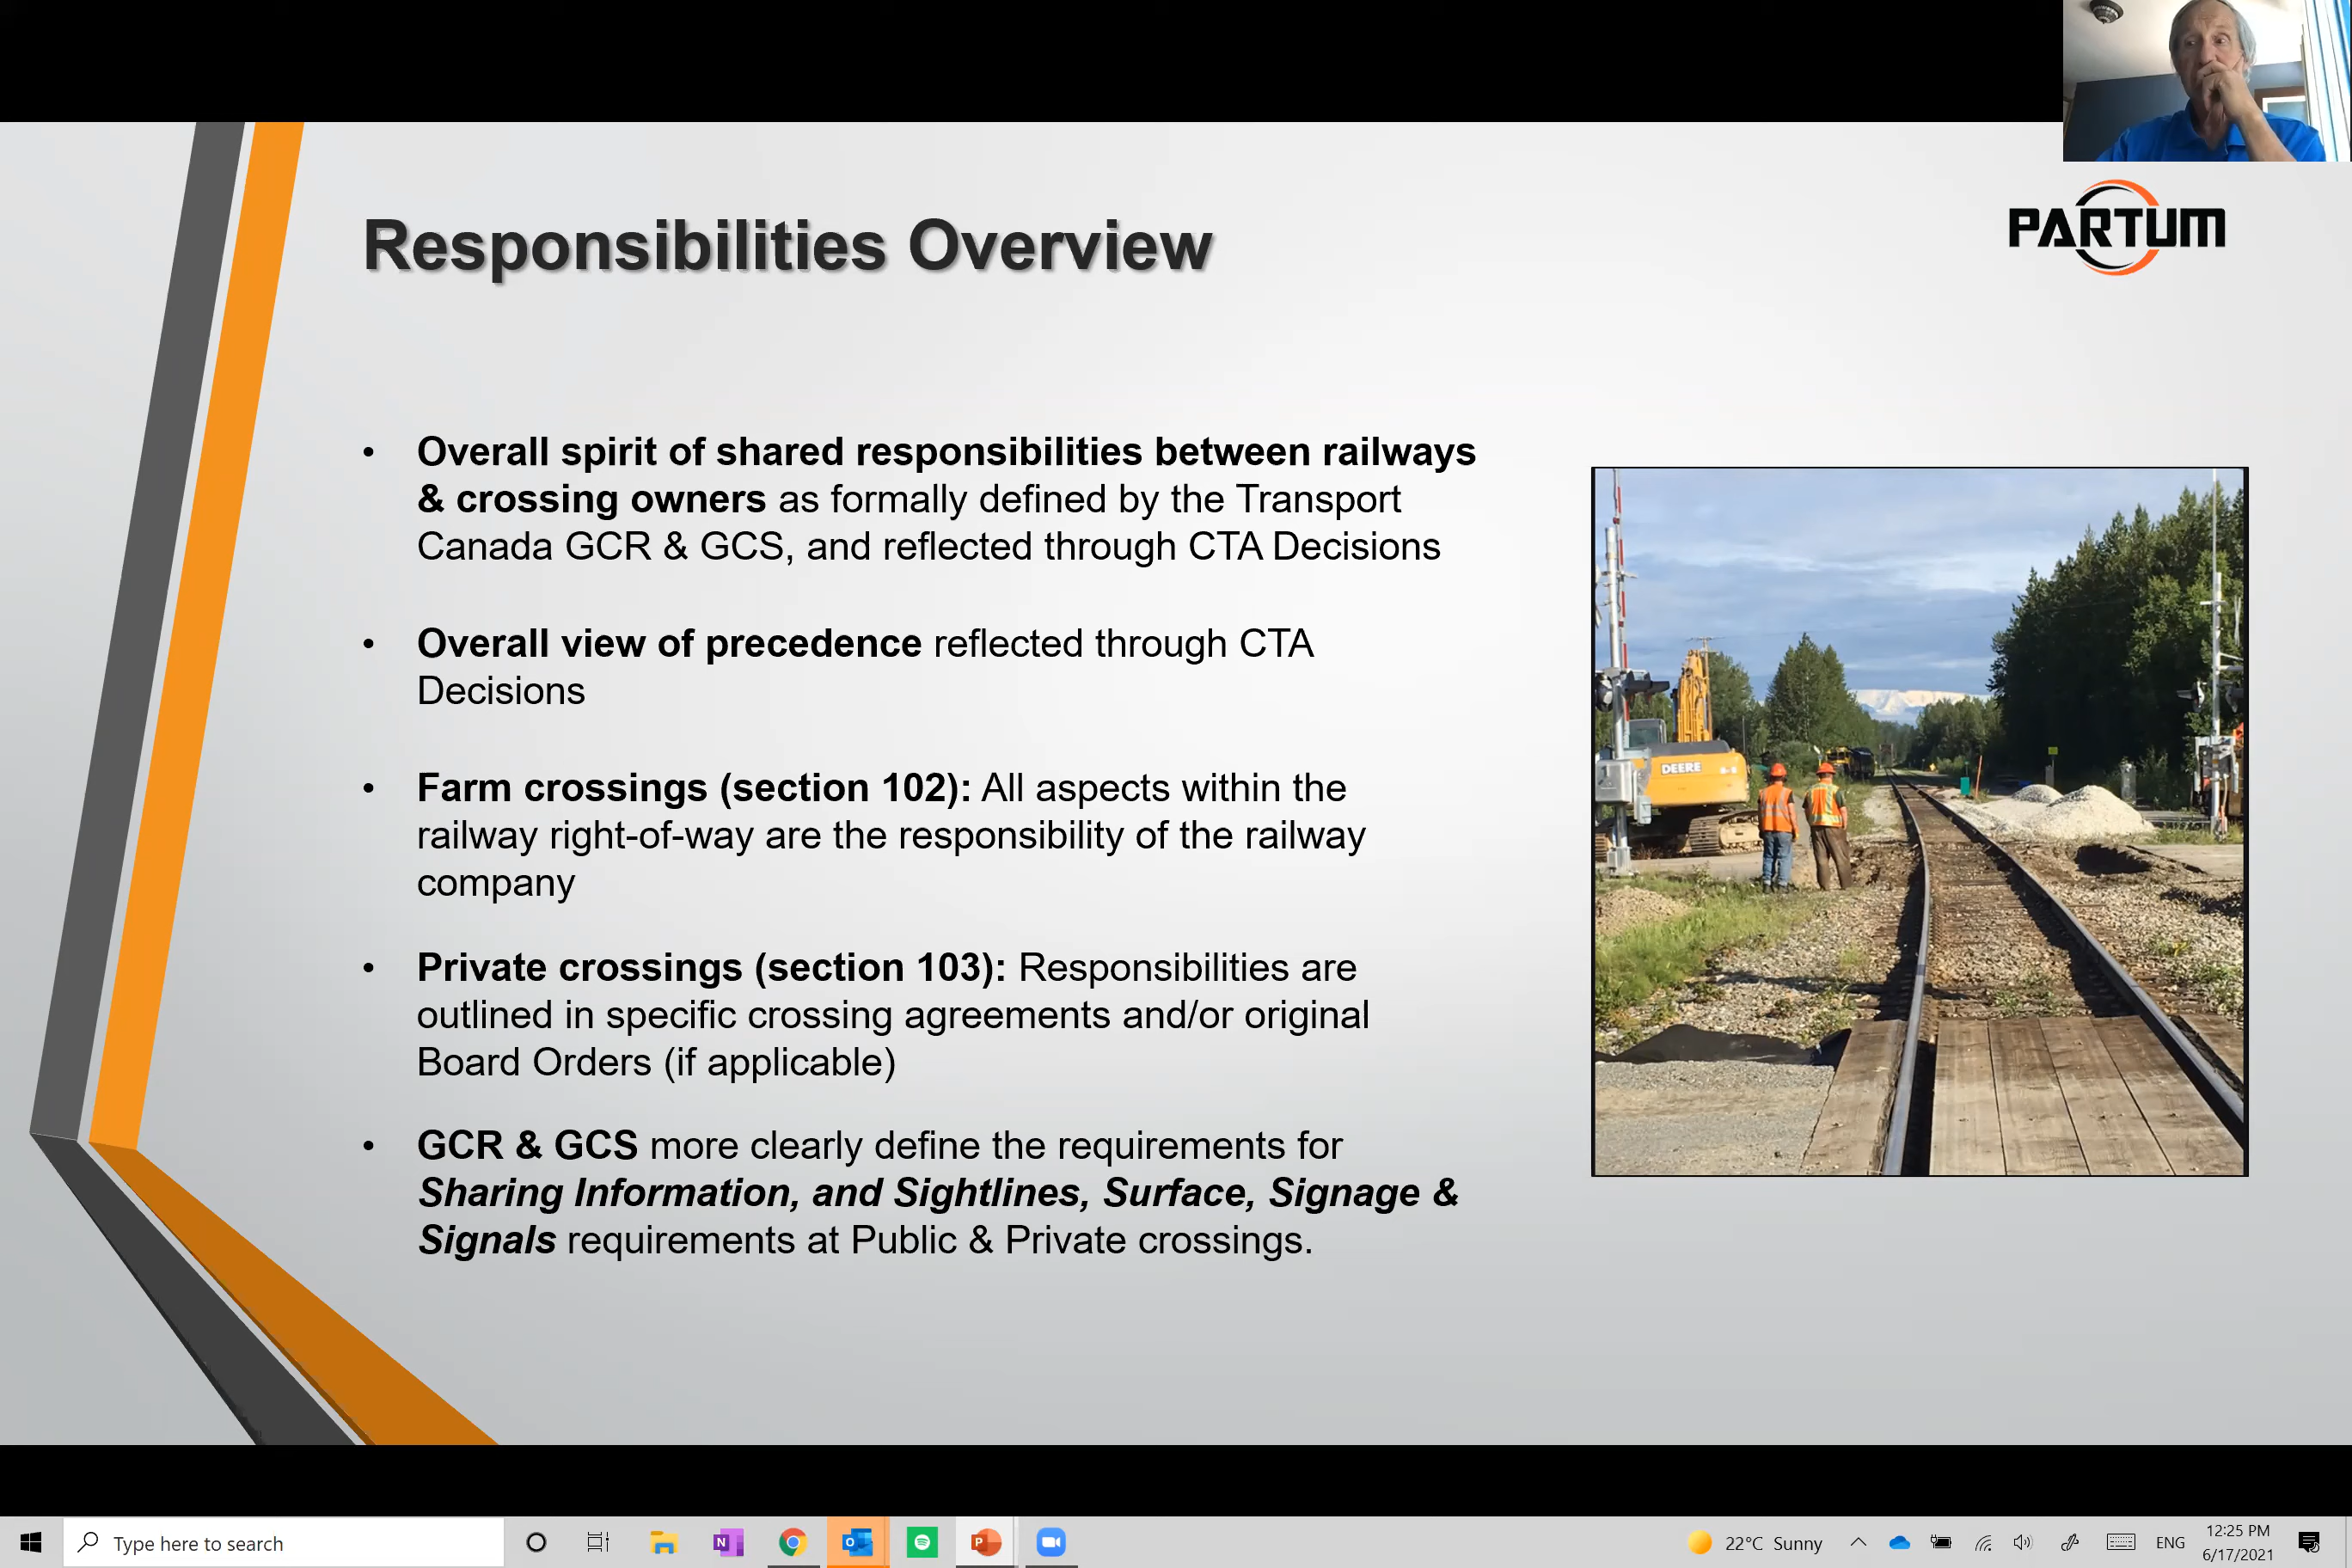 PARTUM
Responsibilities Overview
• Overall spirit of shared responsibilities between railways
& crossing owners as formally defined by the Transport
Canada GCR & GCS, and reflected through CTA Decisions
• Overall view of precedence reflected through CTA
Decisions
• Farm crossings (section 102): All aspects within the
railway right-of-way are the responsibility of the railway
company
• Private crossings (section 103): Responsibilities are
outlined in specific crossing agreements and/or original
Board Orders (if applicable)
• GCR & GCS more clearly define the requirements for
Sharing Information, and Sightlines, Surface, Signage &
Signals requirements at Public & Private crossings.
DEERE
Type here to search
22°C Sunny
ENG
12:25 PM
6/17/2021